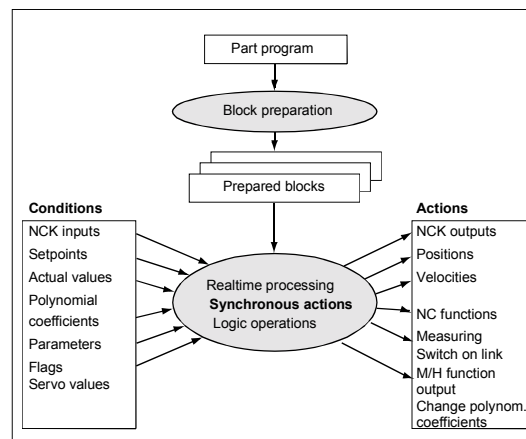 Part program
Block preparation
Prepared blocks
Conditions
NCK inputs
Setpoints
Actual values
Polynomial
coefficients
Parameters
Flags
Servo values
Realtime processing
Synchronous actions
Logic operations
Actions
NCK outputs
Positions
Velocities
NC functions
Measuring
Switch on link
M/H function
output
Change polynom.
coefficients